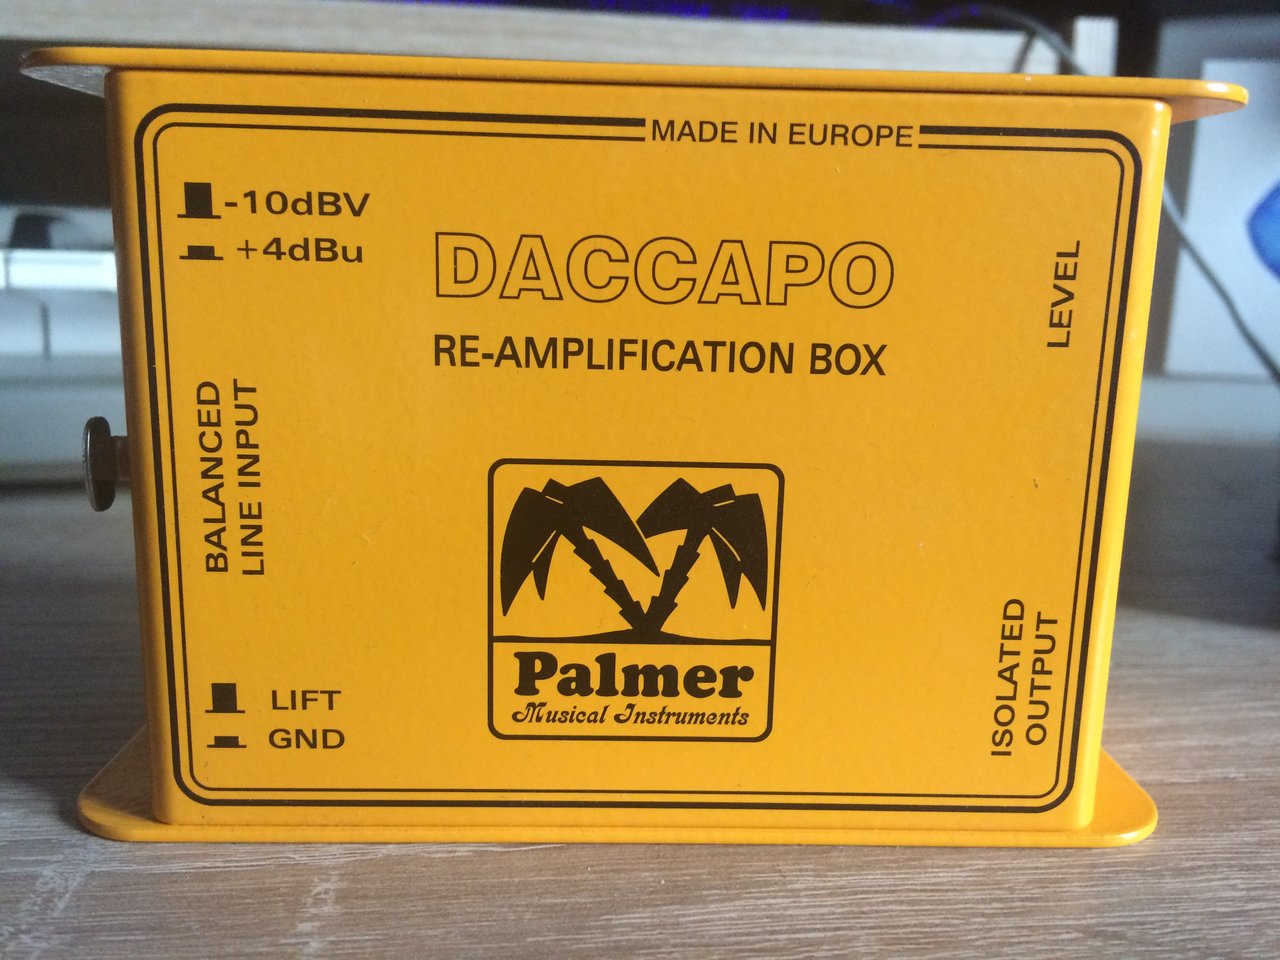 MADE IN EUROPE
-10dBV
+4dBu
DACCAPO
RE-AMPLIFICATION BOX
LEVEL
BALANCED
LINE INPUT
ISOLATED
OUTPUT
LIFT
GND
Palmer
Musical Instruments